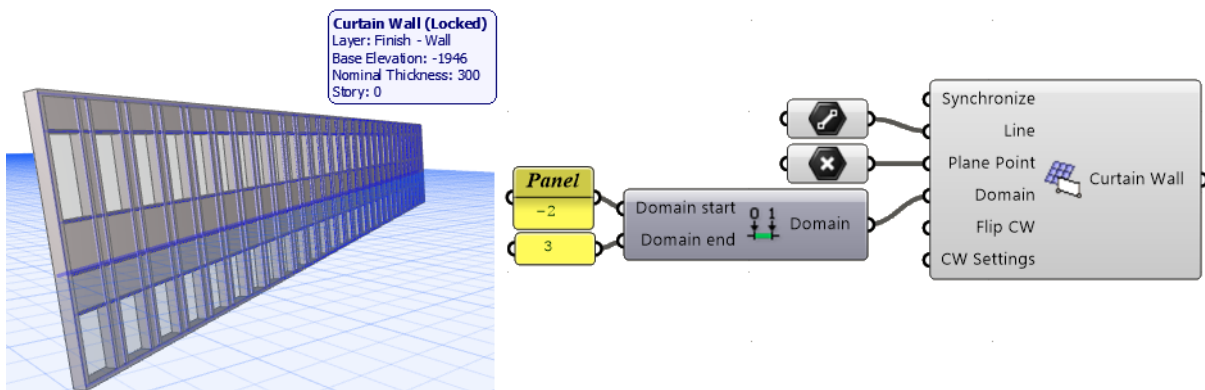 Curtain Wall (Locked)
Layer: Finish - Wall
Base Elevation: -1946
Nominal Thickness: 300
Story: 0
Panel
-2
3
Domain start
Domain end
0 1
Domain
Synchronize
Line
Plane Point
Domain
Flip CW
CW Settings
Curtain Wall